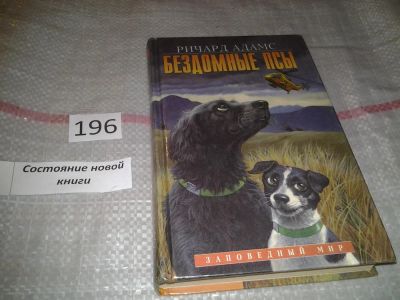 РИЧАРД АДАМС
БЕЗДОМНЫЕ ПСЫ
196
Состояние новой
книги
ЗАПОВЕДНЫЙ МИР